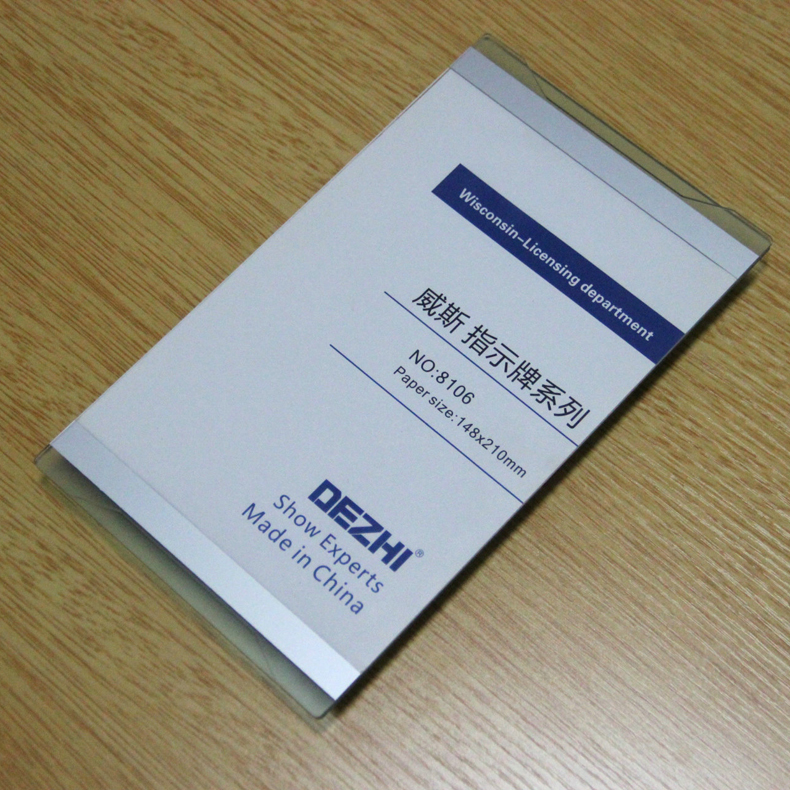 Wisconsin-Licensing department
威斯 指示牌系列
NO:8106
Paper size:148x210mm
DEZHI®
Show Experts
Made in China